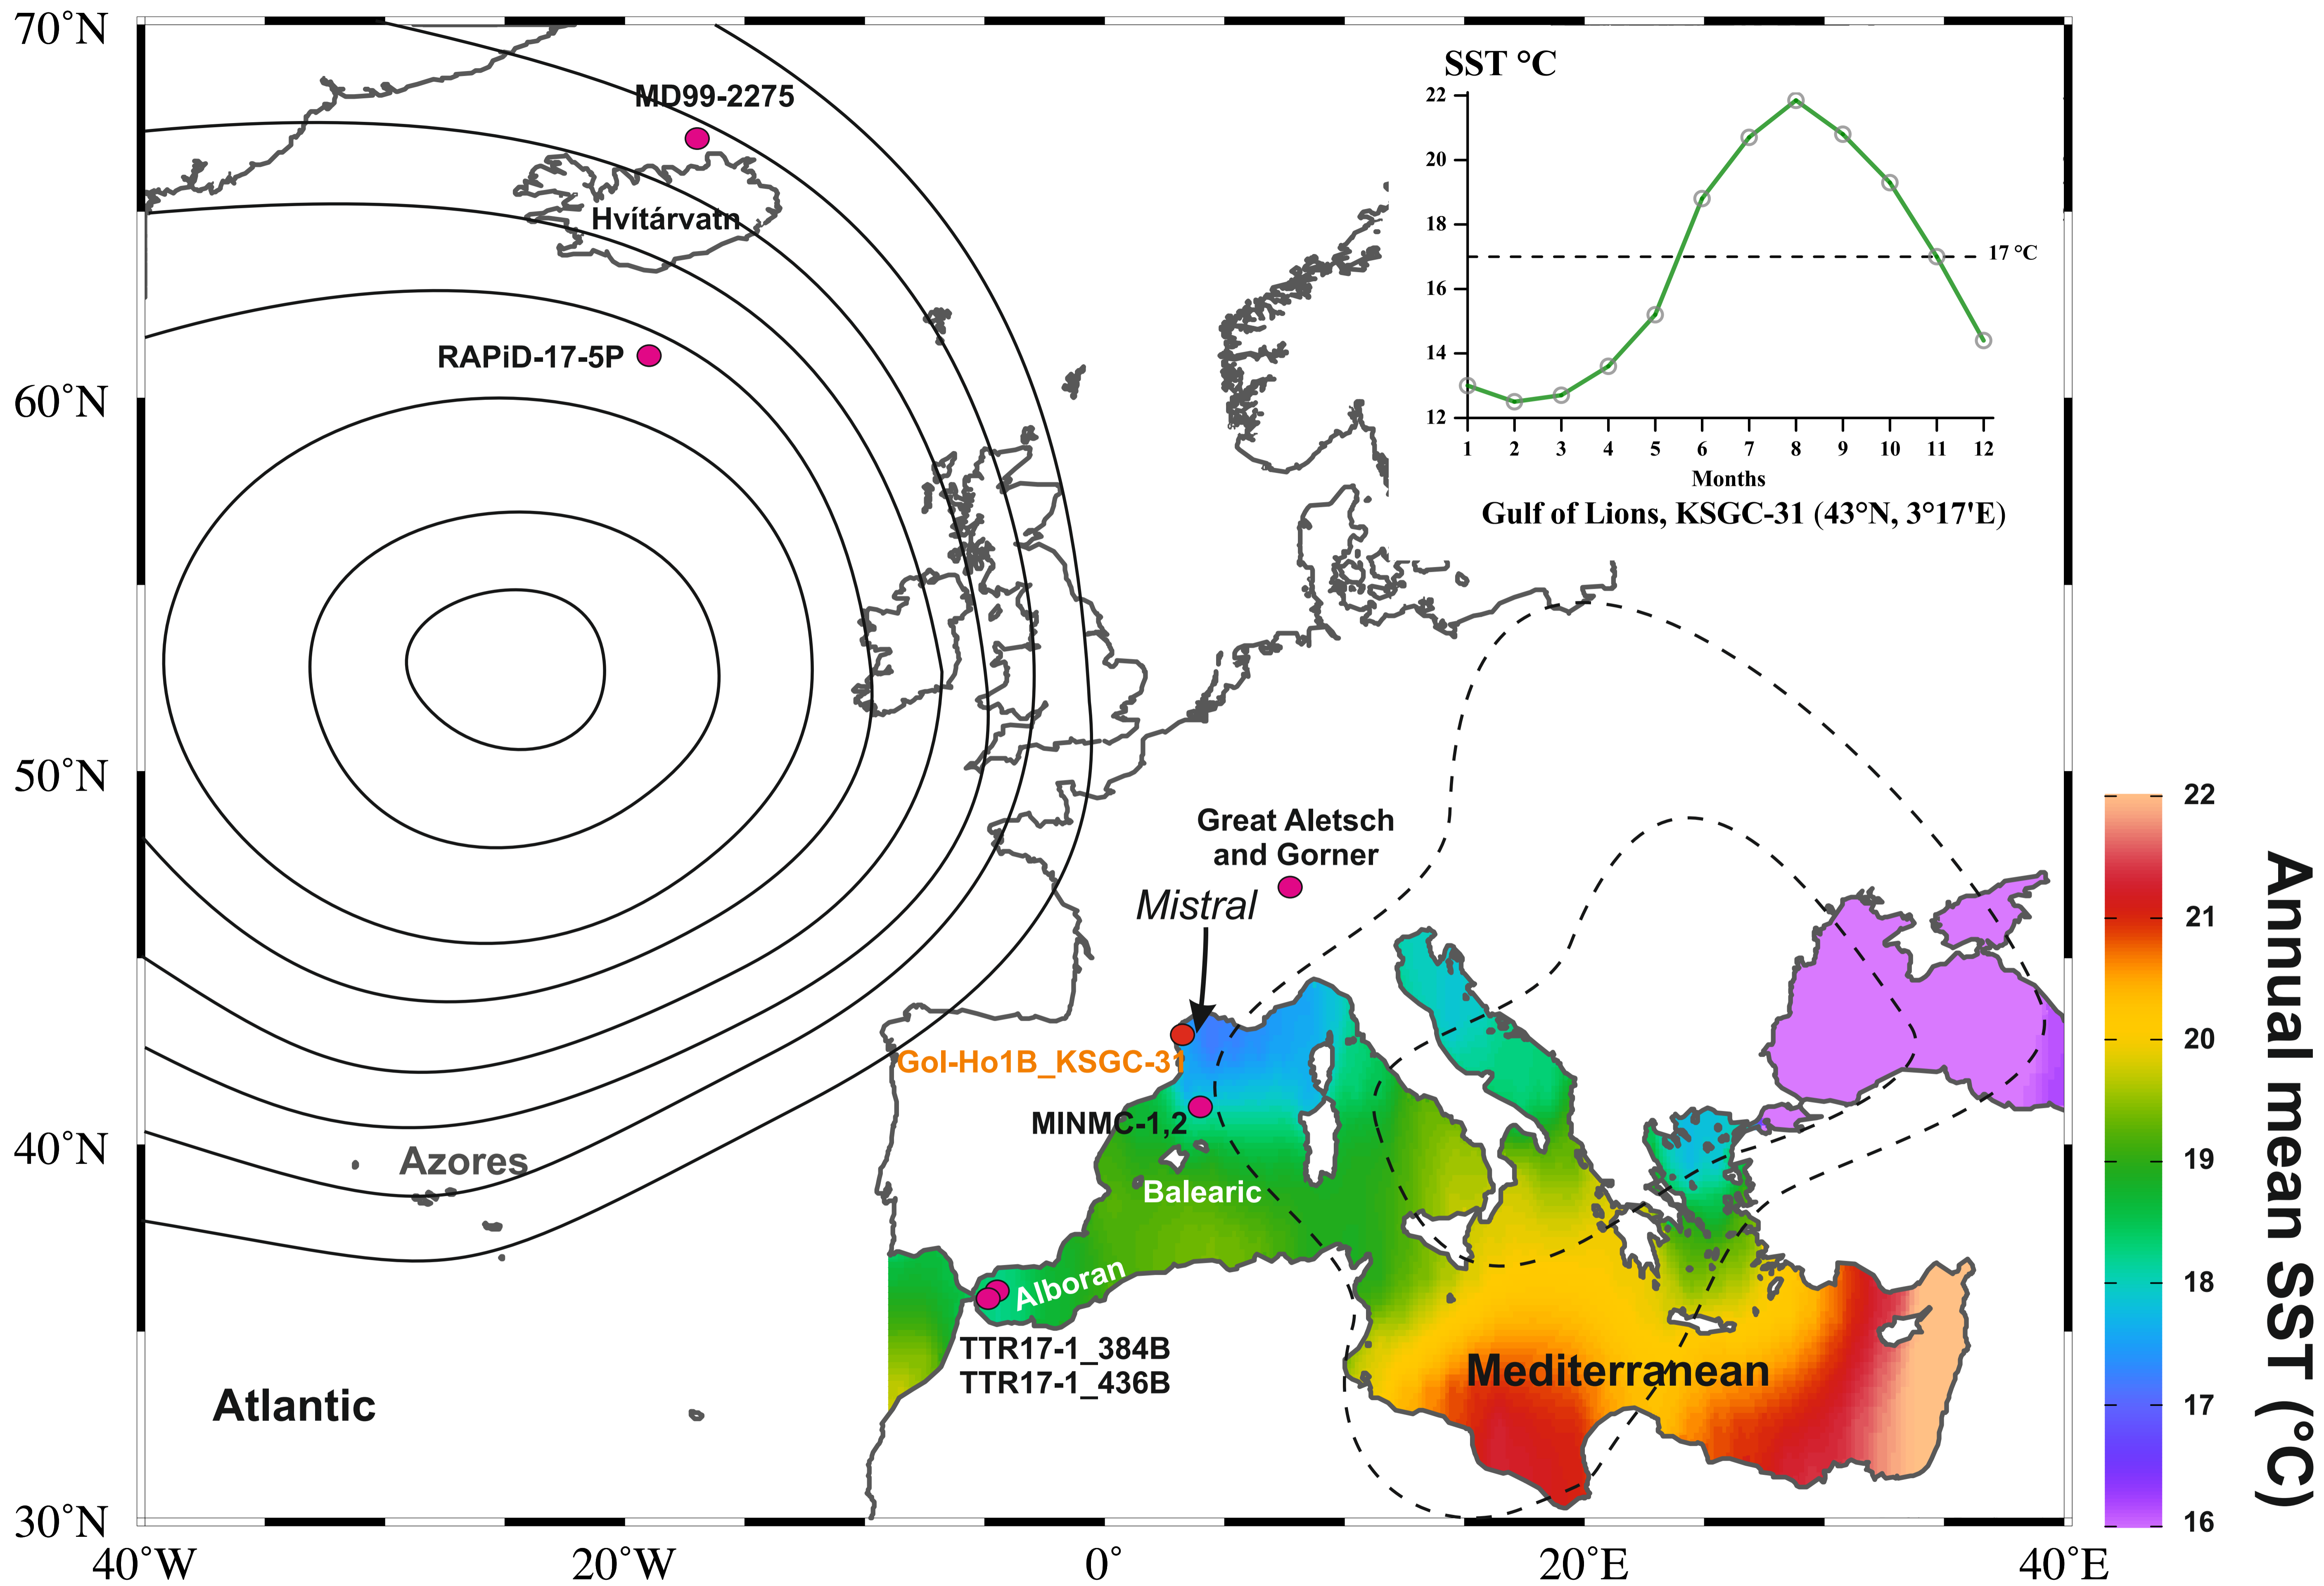 70°N
60°N
50°N
40°N
30°N
40°W
20°W
0°
20°E
40°E
MD99-2275
Hvítárvatn
RAPiD-17-5P
SST °C
22
20
18
16
14
12
17 °C
1 2 3 4 5 6 7 8 9 10 11 12
Months
Gulf of Lions, KSGC-31 (43°N, 3°17'E)
Great Aletsch
and Gorner
Mistral
Gol-Ho1B_KSGC-31
MINMC-1,2
Balearic
Azores
Alboran
TTR17-1_384B
TTR17-1_436B
Atlantic
Mediterranean
22
21
20
19
18
17
16
Annual mean SST (°C)